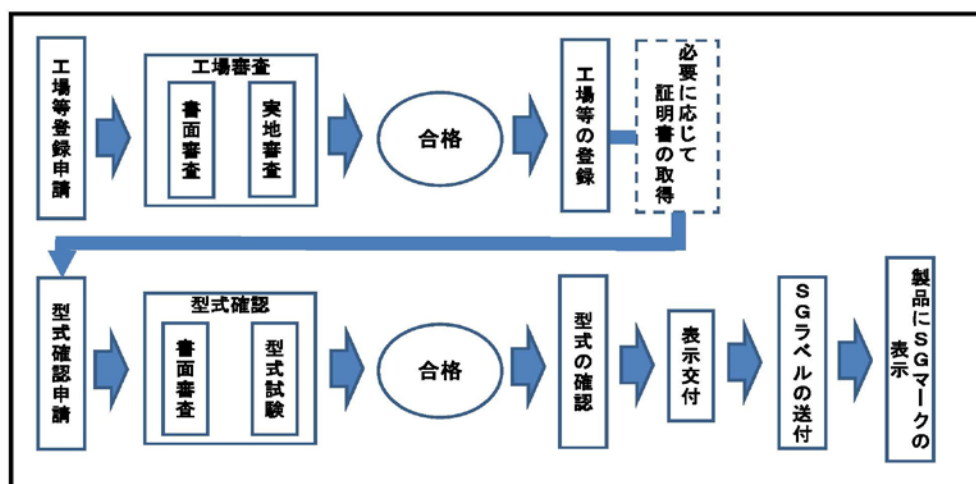 工場等登録申請
工場審査
書面審査
実地審査
合格
工場等の登録
必要に応じて
証明書の取得
型式確認申請
型式確認
書面審査
型式試験
合格
型式の確認
表示交付
SGラベルの送付
製品にSGマークの
表示